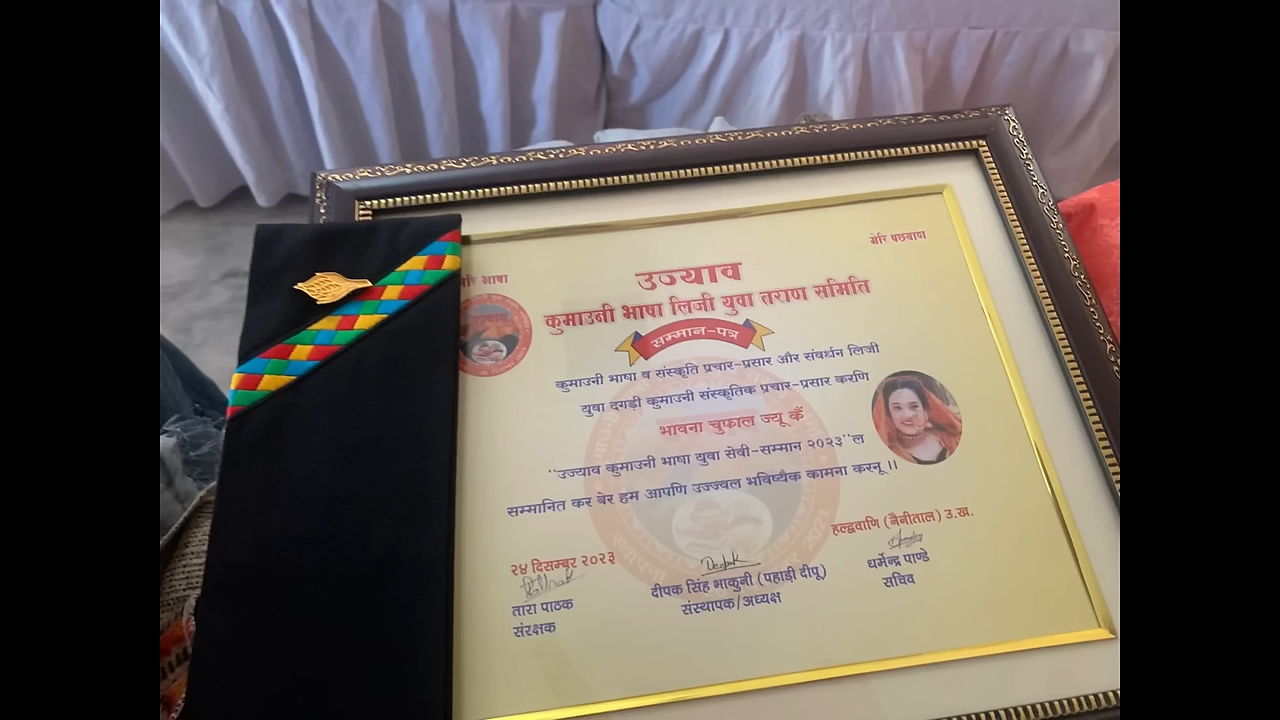 मेरि पछ्याण
भाषा
उज्याव
कुमाउनी भाषा लिजी युवा तराण समिति
सम्मान-पत्र
कुमाउनी भाषा व संस्कृति प्रचार-प्रसार और संवर्धन लिजी
युवा दगड़ी कुमाउनी संस्कृतिक प्रचार-प्रसार करणि
भावना चुफाल ज्यू कैं
"उज्याव कुमाउनी भाषा युवा सेवी-सम्मान २०२३"ल
सम्मानित कर बेर हम आपणि उज्ज्वल भविष्यैक कामना करनू ।।
हल्द्वाणि (नैनीताल) उ.ख.
२४ दिसम्बर २०२३
Deepak
तारा पाठक
संरक्षक
दीपक सिंह भाकुनी (पहाड़ी दीपू)
संस्थापक/अध्यक्ष
धर्मेन्द्र पाण्डे
सचिव